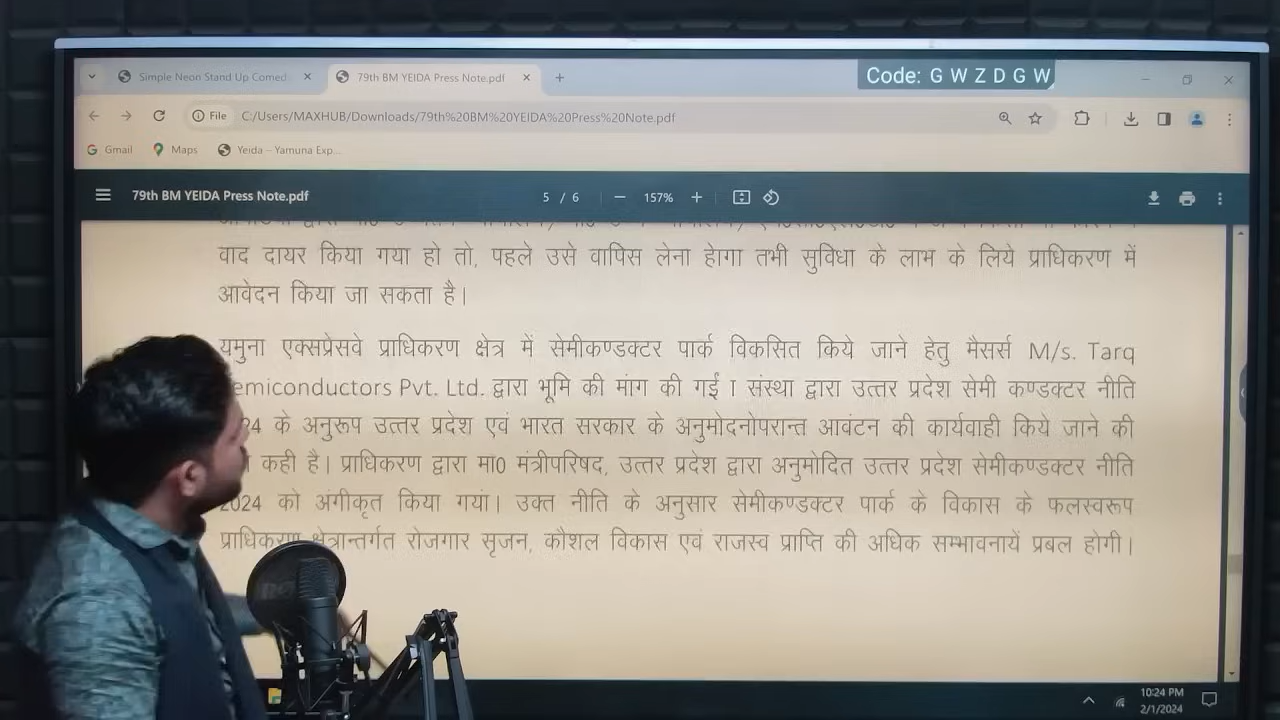 Simple Neon Stand Up Comed
79th BM YEIDA Press Note.pdf
Code: G W Z D G W
File
C:/Users/MAXHUB/Downloads/79th%20BM%20YEIDA%20Press%20Note.pdf
Gmail
Maps
Yeida – Yamuna Exp...
79th BM YEIDA Press Note.pdf
5 / 6
157%
वाद दायर किया गया हो तो, पहले उसे वापिस लेना हेागा तभी सुविधा के लाभ के लिये प्राधिकरण में
आवेदन किया जा सकता है।
यमुना एक्सप्रेसवे प्राधिकरण क्षेत्र में सेमीकण्डक्टर पार्क विकसित किये जाने हेतु मैसर्स M/s. Tarq
emiconductors Pvt. Ltd. द्वारा भूमि की मांग की गई। संस्था द्वारा उत्तर प्रदेश सेमी कण्डक्टर नीति
24 के अनुरूप उत्तर प्रदेश एवं भारत सरकार के अनुमोदनोपरान्त आवंटन की कार्यवाही किये जाने की
कही है। प्राधिकरण द्वारा मा0 मंत्रीपरिषद, उत्तर प्रदेश द्वारा अनुमोदित उत्तर प्रदेश सेमीकण्डक्टर नीति
2024 को अंगीकृत किया गया। उक्त नीति के अनुसार सेमीकण्डक्टर पार्क के विकास के फलस्वरूप
प्राधिकरण क्षेत्रान्तर्गत रोजगार सृजन, कौशल विकास एवं राजस्व प्राप्ति की अधिक सम्भावनायें प्रबल होगी।
10:24 PM
2/1/2024